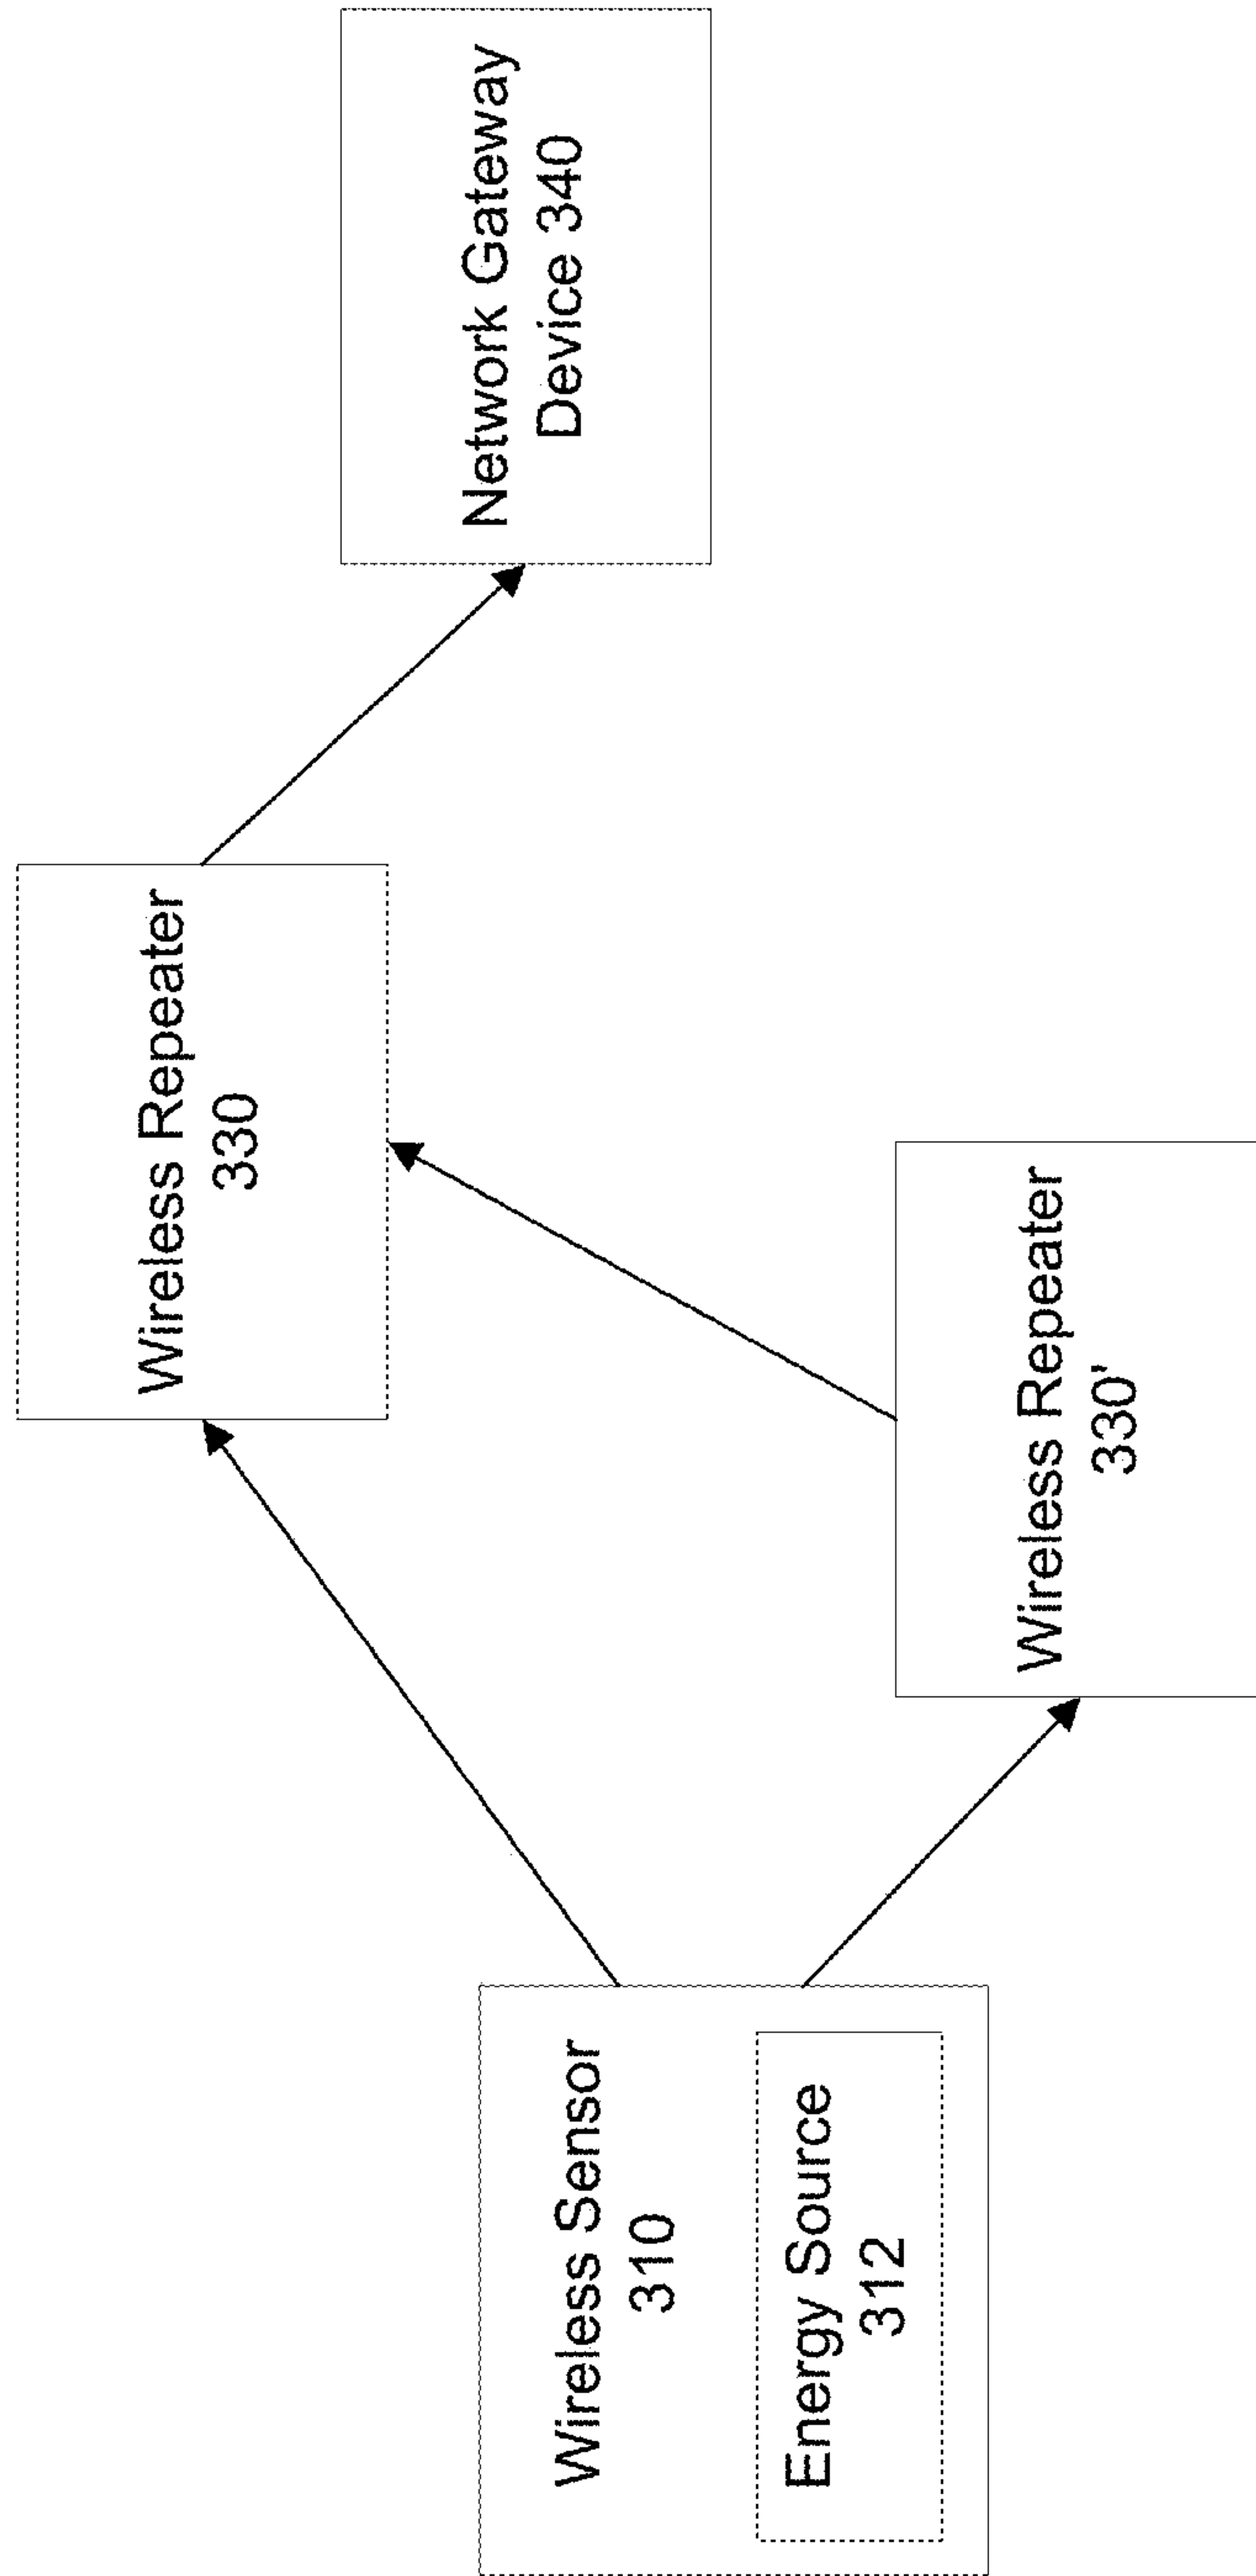 Wireless Sensor
310
Energy Source
312
Wireless Repeater
330
Wireless Repeater
330'
Network Gateway
Device 340